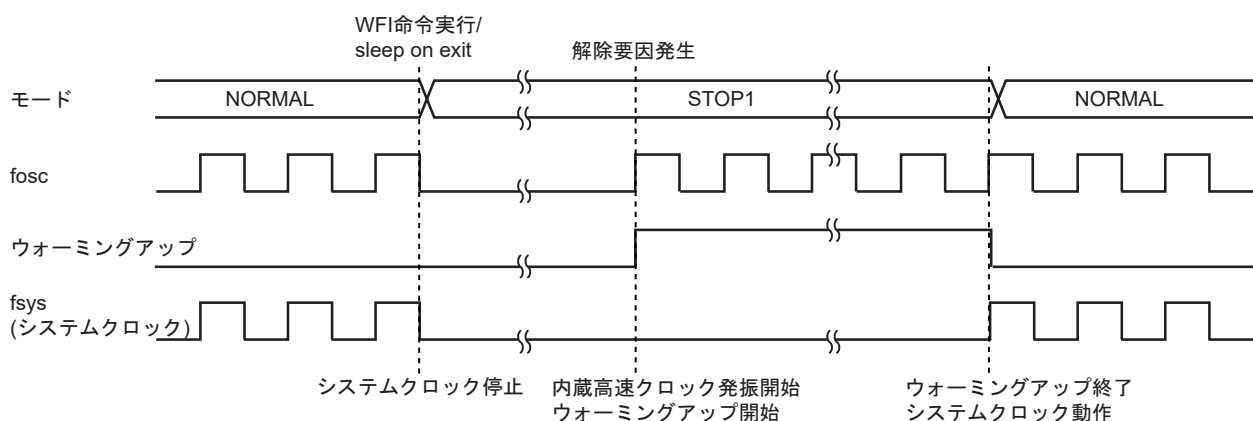 WFI命令実行/
sleep on exit
解除要因発生
モード
NORMAL
STOP1
NORMAL
fosc
ウォーミングアップ
fsys
(システムクロック)
システムクロック停止
内蔵高速クロック発振開始
ウォーミングアップ開始
ウォーミングアップ終了
システムクロック動作